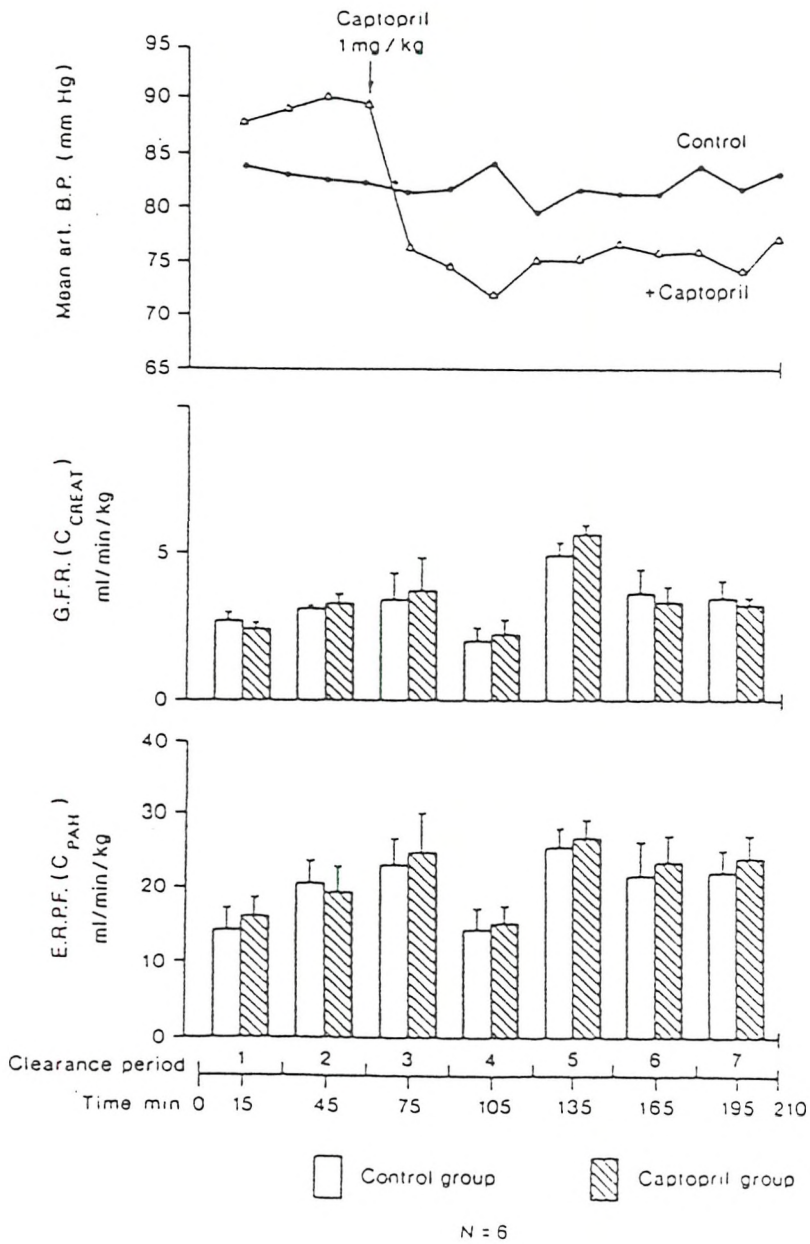 Captopril
1mg / kg
Mean art. B.P. (mm Hg)
95
90
85
80
75
70
65
Control
+Captopril
G.F.R. (C CREAT)
ml/min/kg
5
0
E.R.P.F. (C PAH)
ml/min/kg
40
30
20
10
0
Clearance period 1 2 3 4 5 6 7
Time min 0 15 45 75 105 135 165 195 210
Control group Captopril group
N = 6